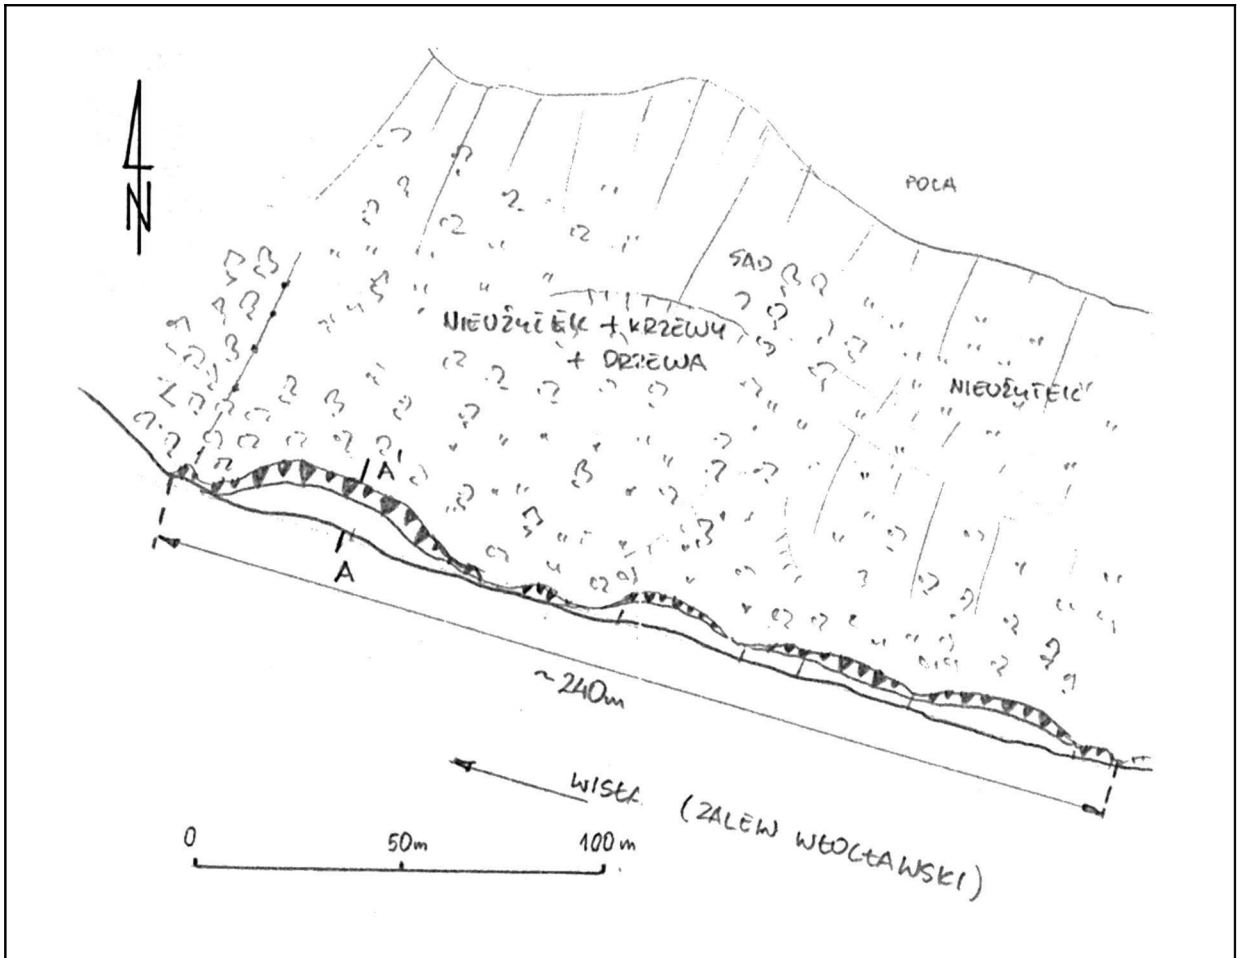 N
POLA
SAD
NIEUŻYTEK + KRZEWY
+ DRZEWA
NIEUŻYTEK
A'
A
~240m
WISŁA (ZALEW WŁOCŁAWSKI)
0 50m 100m